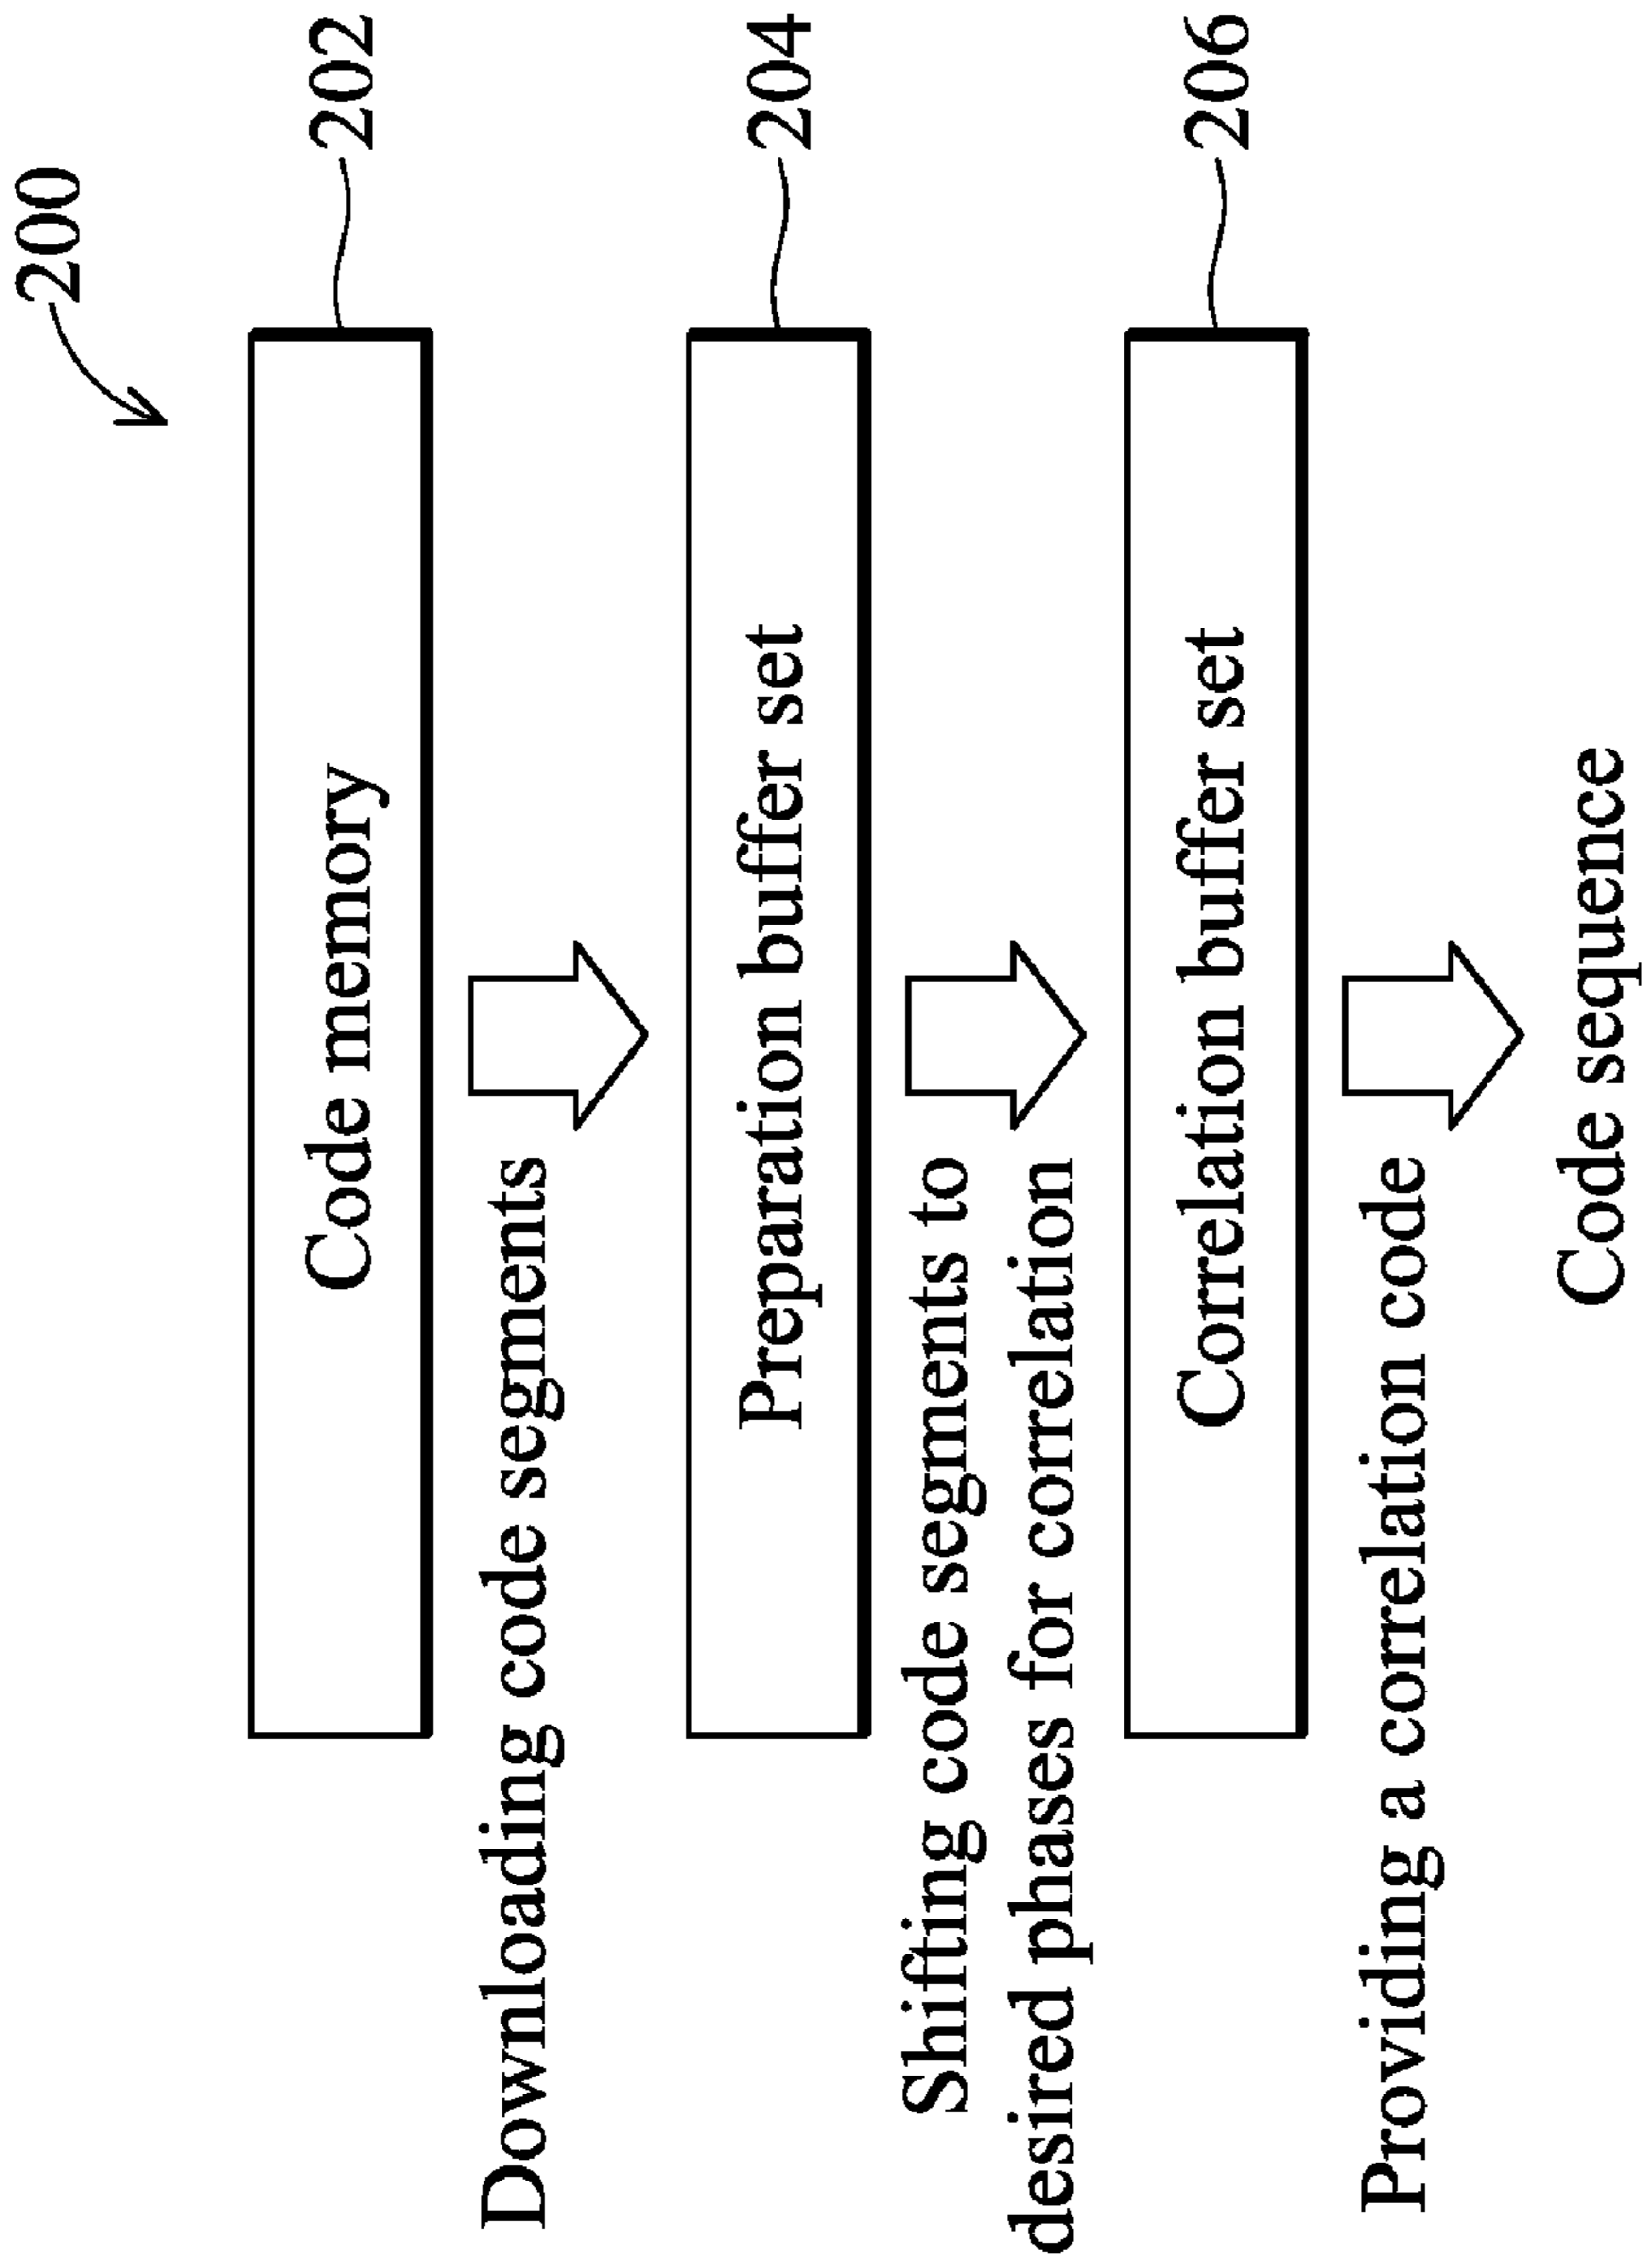 200
Code memory
202
Downloading code segments
Preparation buffer set
204
Shifting code segments to
desired phases for correlation
Correlation buffer set
206
Providing a correlation code
Code sequence